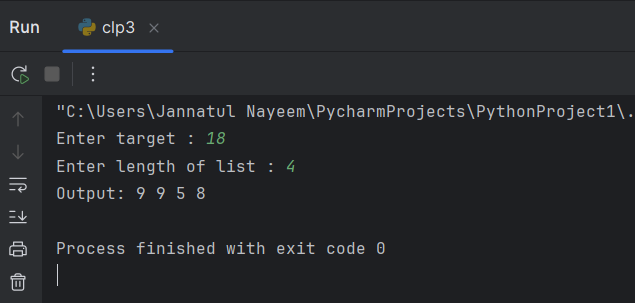 Run clp3
"C:\Users\Jannatul Nayeem\PycharmProjects\PythonProject1\.
Enter target : 18
Enter length of list : 4
Output: 9 9 5 8
Process finished with exit code 0